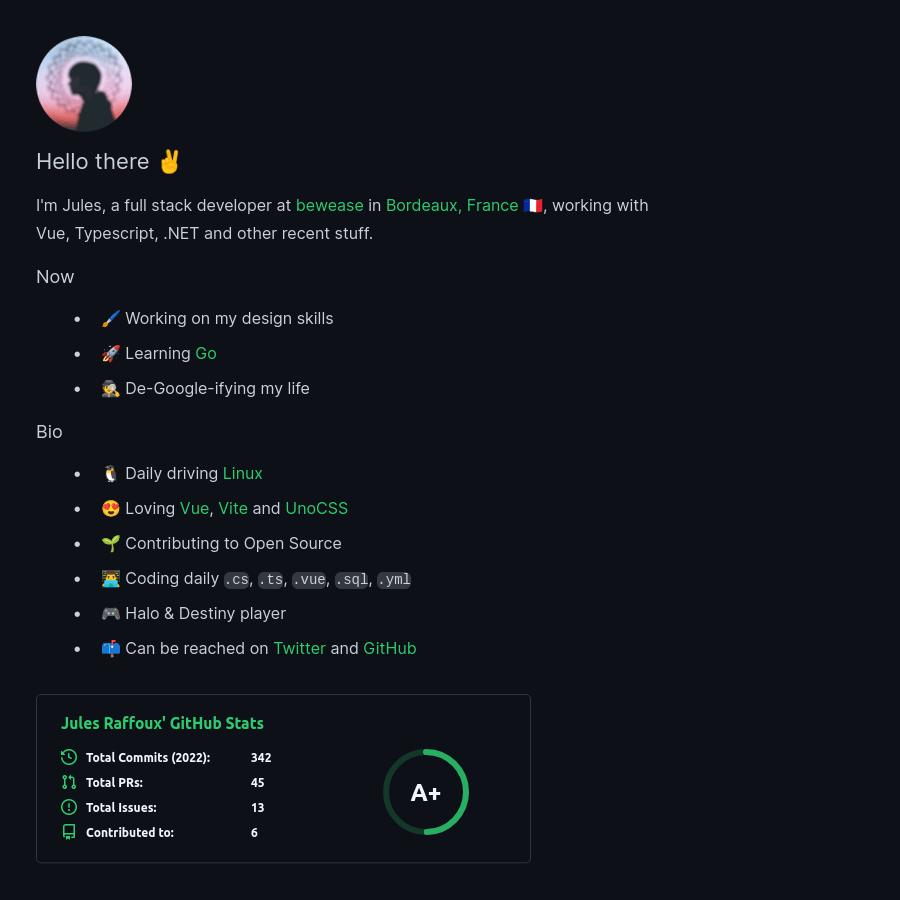 Hello there ✌️
I'm Jules, a full stack developer at bewease in Bordeaux, France 🇫🇷, working with
Vue, Typescript, .NET and other recent stuff.
Now
• 🖌️ Working on my design skills
• 🚀 Learning Go
• 🕵️ De-Google-ifying my life
Bio
• 🐧 Daily driving Linux
• 😍 Loving Vue, Vite and UnoCSS
• 🌱 Contributing to Open Source
• 👨‍💻 Coding daily .cs, .ts, .vue, .sql, .yml
• 🎮 Halo & Destiny player
• 📫 Can be reached on Twitter and GitHub
Jules Raffoux' GitHub Stats
Total Commits (2022): 342
Total PRs: 45
Total Issues: 13
Contributed to: 6
A+